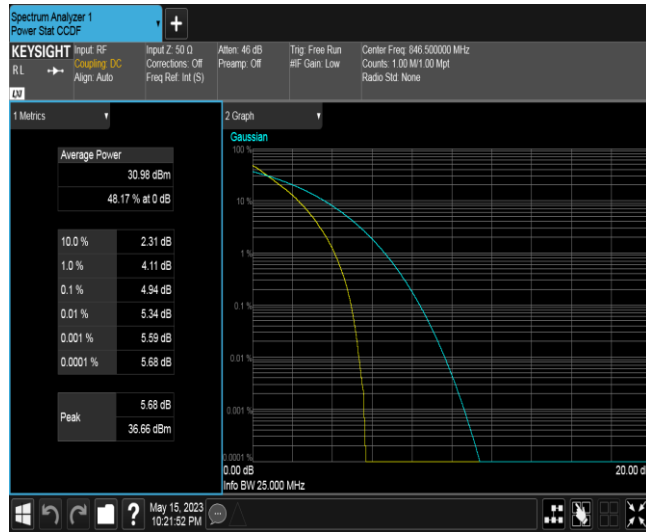 Spectrum Analyzer 1
Power Stat CCDF
+
KEYSIGHT
RL
LXI
Input: RF
Coupling: DC
Align: Auto
Input Z: 50 Ω
Corrections: Off
Freq Ref: Int (S)
Atten: 46 dB
Preamp: Off
Trig: Free Run
#IF Gain: Low
Center Freq: 846.500000 MHz
Counts: 1.00 M/1.00 Mpt
Radio Std: None
1 Metrics
Average Power
30.98 dBm
48.17 % at 0 dB
10.0 % 2.31 dB
1.0 % 4.11 dB
0.1 % 4.94 dB
0.01 % 5.34 dB
0.001 % 5.59 dB
0.0001 % 5.68 dB
Peak
5.68 dB
36.66 dBm
2 Graph
Gaussian
100 %
10 %
1 %
0.1 %
0.01 %
0.001 %
0.0001 %
0.00 dB
20.00 d
Info BW 25.000 MHz
?
May 15, 2023
10:21:52 PM